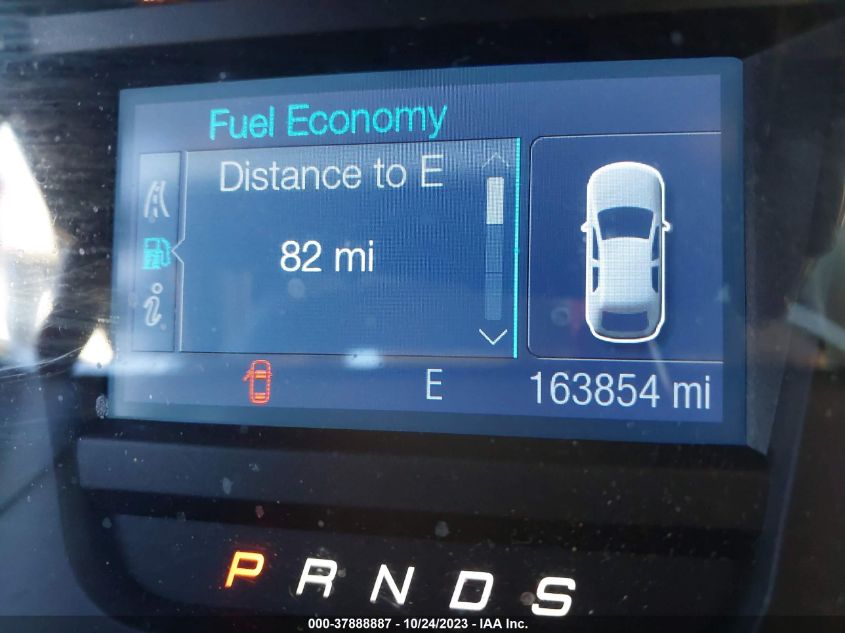 Fuel Economy
Distance to E
82 mi
E 163854 mi
P R N D S
000-37888887 - 10/24/2023 - IAA Inc.